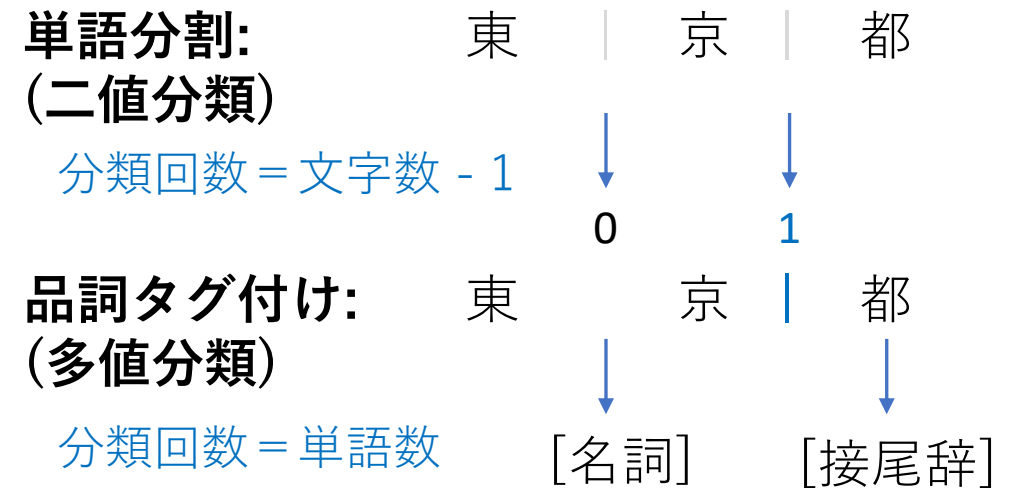 単語分割: 東 | 京 | 都
(二値分類)
分類回数＝文字数 - 1
0 1
品詞タグ付け: 東 京 | 都
(多値分類)
分類回数＝単語数 [名詞] [接尾辞]